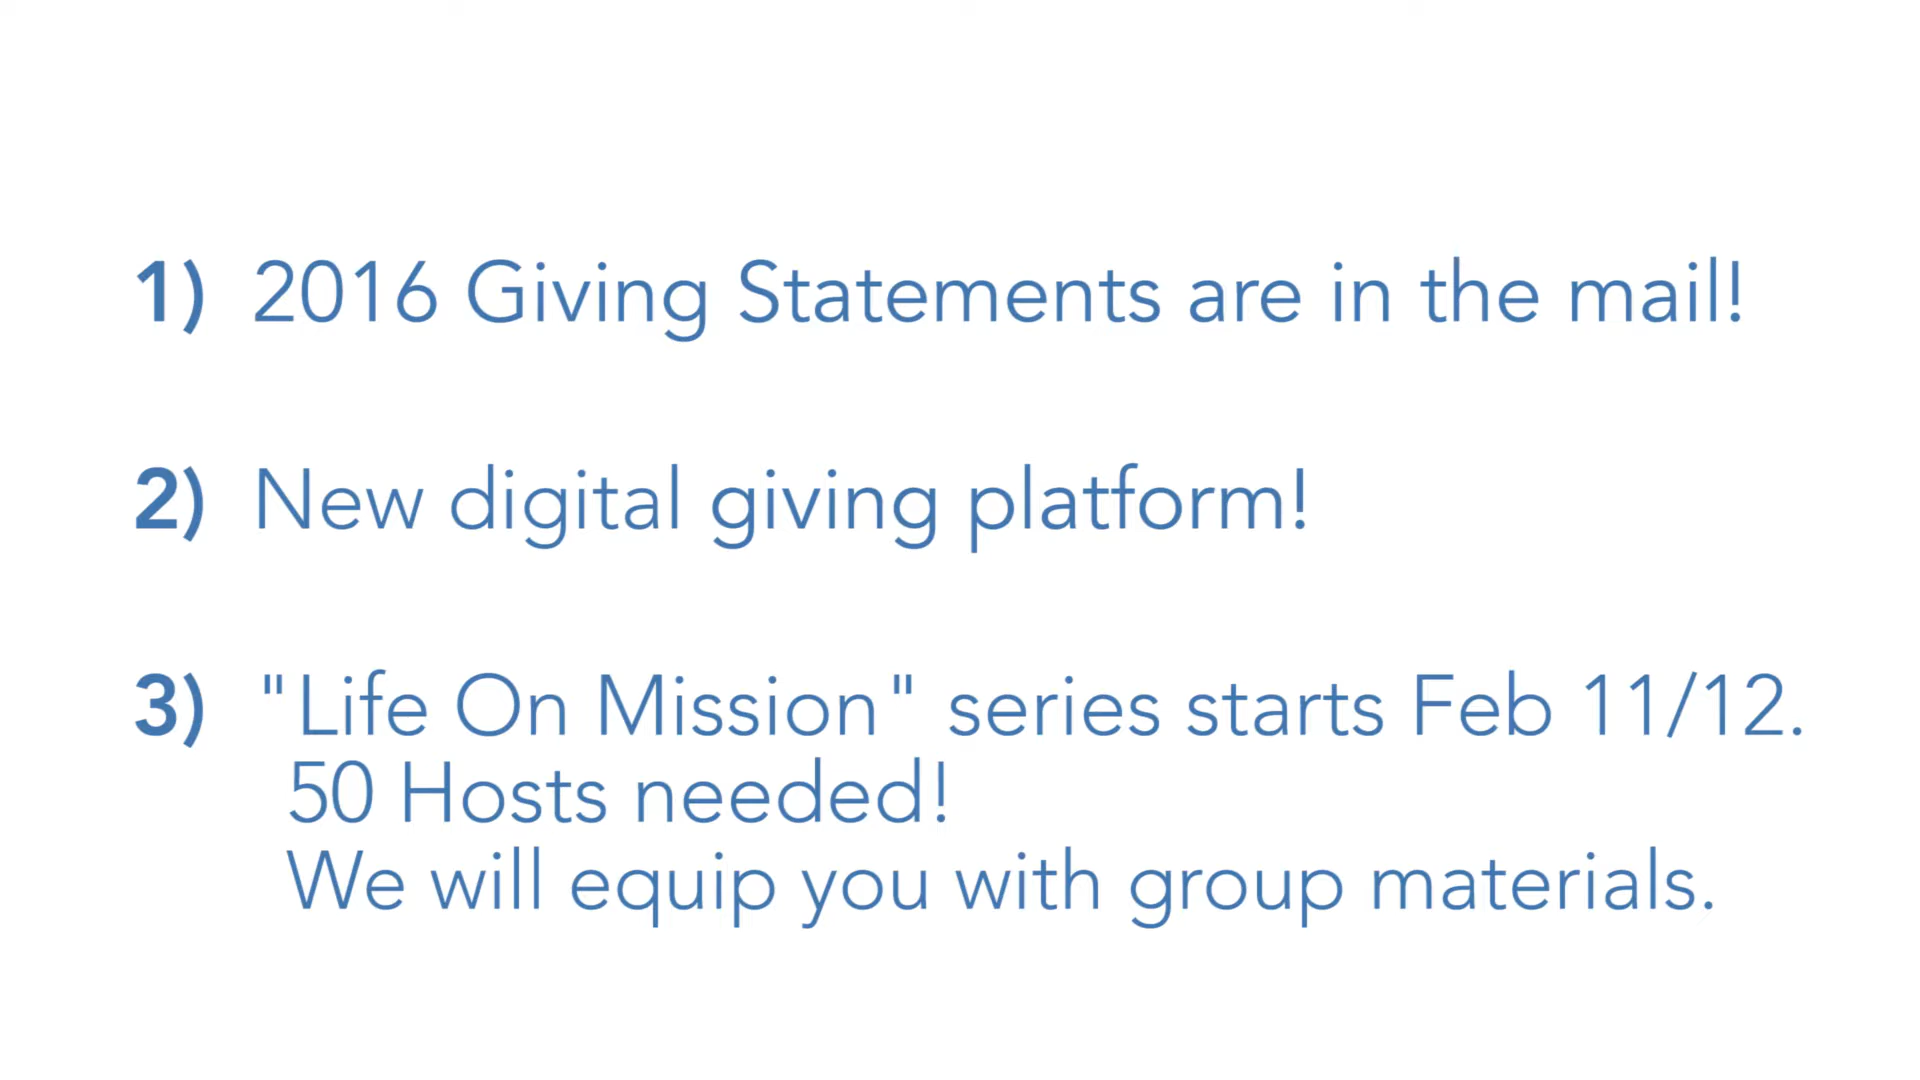 1) 2016 Giving Statements are in the mail!
2) New digital giving platform!
3) "Life On Mission" series starts Feb 11/12.
50 Hosts needed!
We will equip you with group materials.